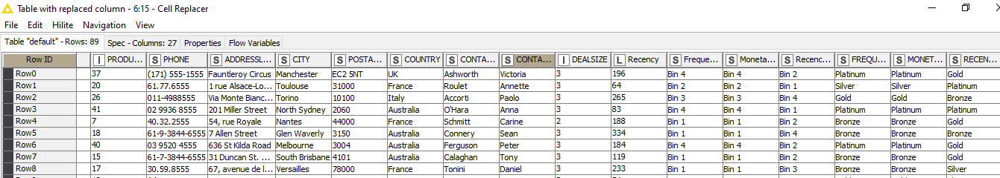 Table with replaced column - 6:15 - Cell Replacer
File Edit Hilite Navigation View
Table "default" - Rows: 89 Spec - Columns: 27 Properties Flow Variables
Row ID I PRODU... S PHONE S ADDRESSL... S CITY S POSTA... S COUNTRY S CONTA... S CONTA... I DEALSIZE L Recency S Freque... S Moneta... S Recenc... S FREQU... S MONET... S RECEN...
Row0 37 (171) 555-1555 Fauntleroy Circus Manchester EC2 5NT UK Ashworth Victoria 3 196 Bin 4 Bin 4 Bin 2 Platinum Platinum Gold
Row1 20 61.77.6555 1 rue Alsace-Lo... Toulouse 31000 France Roulet Annette 3 64 Bin 2 Bin 2 Bin 1 Silver Silver Platinum
Row2 26 011-4988555 Via Monte Bianc... Torino 10100 Italy Accorti Paolo 3 265 Bin 3 Bin 3 Bin 4 Gold Gold Bronze
Row3 41 02 9936 8555 201 Miller Street North Sydney 2060 Australia O'Hara Anna 3 83 Bin 4 Bin 4 Bin 1 Platinum Platinum Platinum
Row4 7 40.32.2555 54, rue Royale Nantes 44000 France Schmitt Carine 2 188 Bin 1 Bin 1 Bin 2 Bronze Bronze Gold
Row5 18 61-9-3844-6555 7 Allen Street Glen Waverly 3150 Australia Connery Sean 3 334 Bin 1 Bin 1 Bin 4 Bronze Bronze Bronze
Row6 40 03 9520 4555 636 St Kilda Road Melbourne 3004 Australia Ferguson Peter 3 184 Bin 4 Bin 4 Bin 2 Platinum Platinum Gold
Row7 15 61-7-3844-6555 31 Duncan St. ... South Brisbane 4101 Australia Calaghan Tony 3 119 Bin 1 Bin 1 Bin 2 Bronze Bronze Gold
Row8 17 30.59.8555 67, avenue de l... Versailles 78000 France Tonini Daniel 3 233 Bin 1 Bin 1 Bin 3 Bronze Bronze Silver